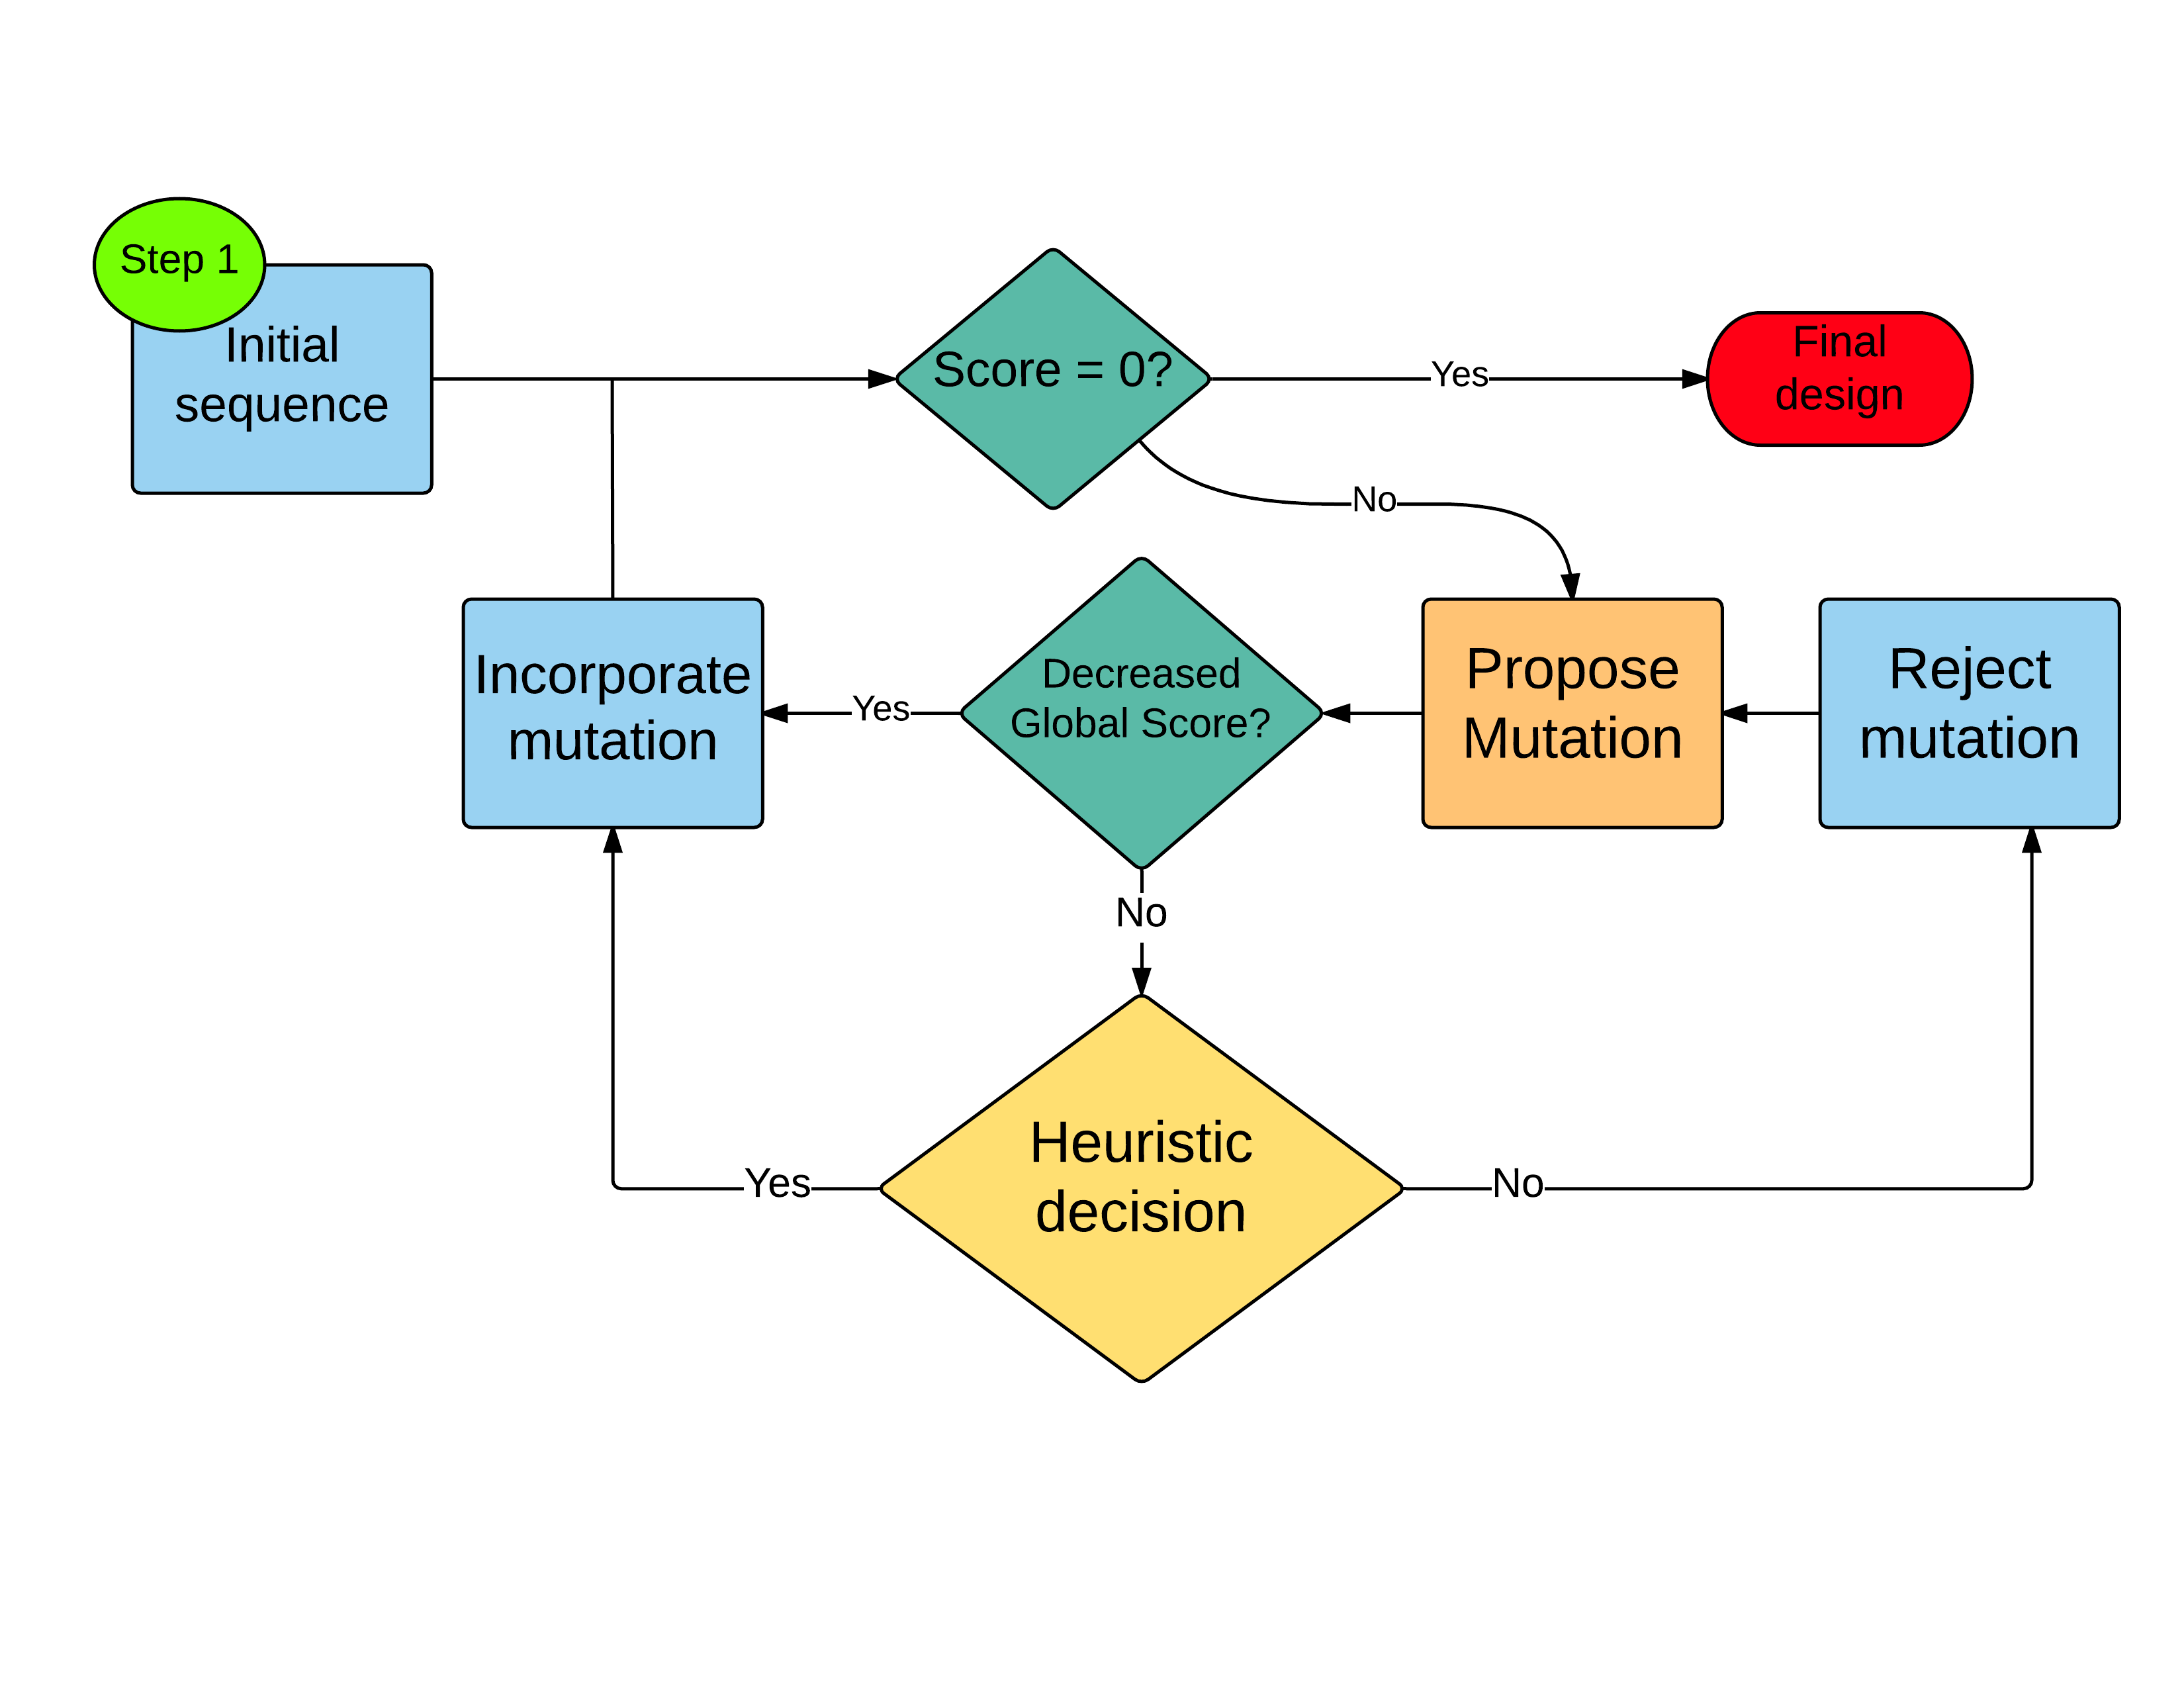 Step 1
Initial
sequence
Score = 0?
Yes
Final
design
No
Incorporate
mutation
Yes
Decreased
Global Score?
Propose
Mutation
Reject
mutation
No
Heuristic
decision
Yes
No